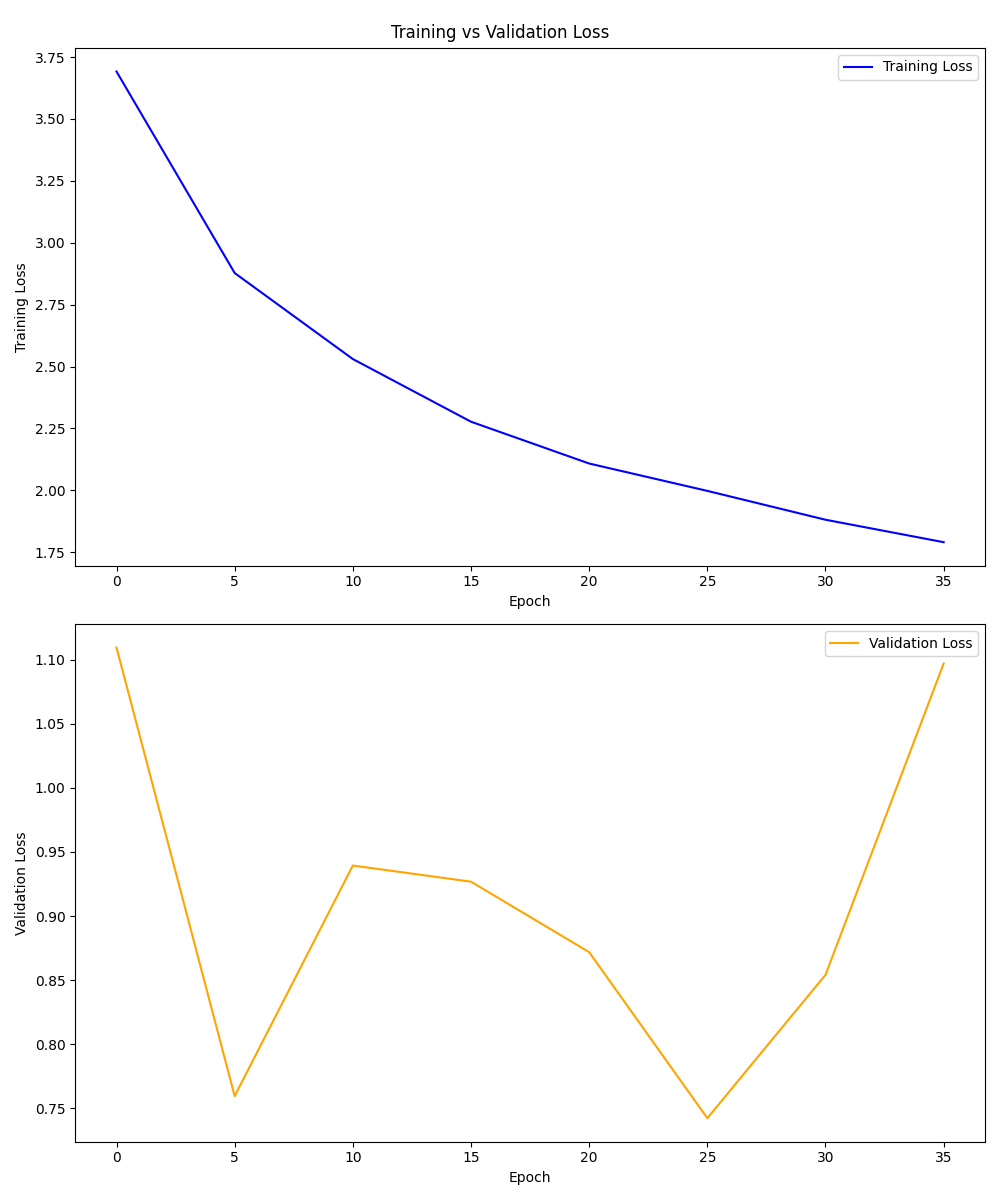 Training vs Validation Loss
Training Loss
3.75
3.50
3.25
3.00
2.75
2.50
2.25
2.00
1.75
Training Loss
0 5 10 15 20 25 30 35
Epoch
Validation Loss
1.10
1.05
1.00
0.95
0.90
0.85
0.80
0.75
Validation Loss
0 5 10 15 20 25 30 35
Epoch